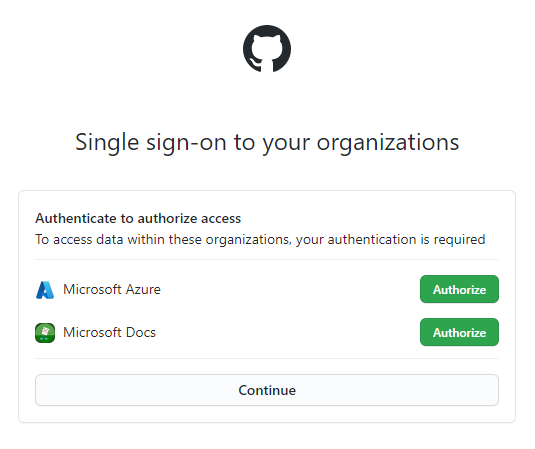 Single sign-on to your organizations
Authenticate to authorize access
To access data within these organizations, your authentication is required
Microsoft Azure
Authorize
Microsoft Docs
Authorize
Continue